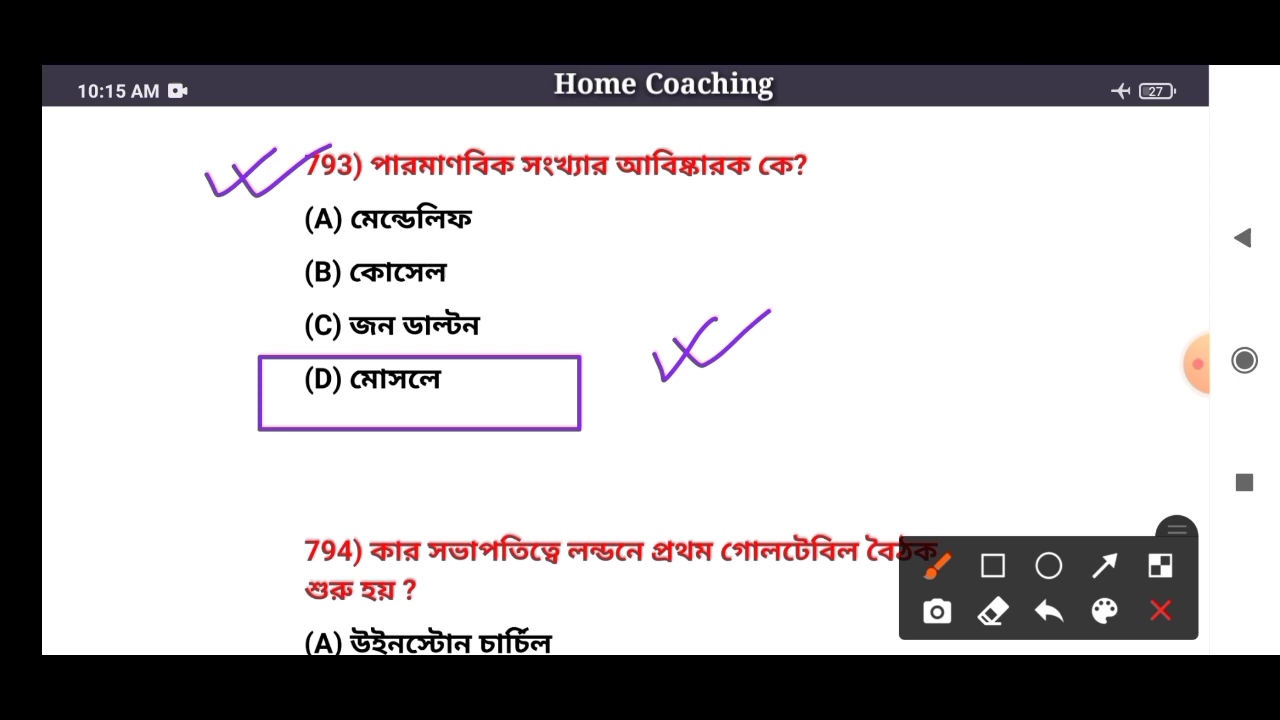 10:15 AM
Home Coaching
27
793) পারমাণবিক সংখ্যার আবিষ্কারক কে?
(A) মেন্ডেলিফ
(B) কোসেল
(C) জন ডাল্টন
(D) মোসলে
794) কার সভাপতিত্বে লন্ডনে প্রথম গোলটেবিল বৈঠক
শুরু হয় ?
(A) উইনস্টোন চার্চিল